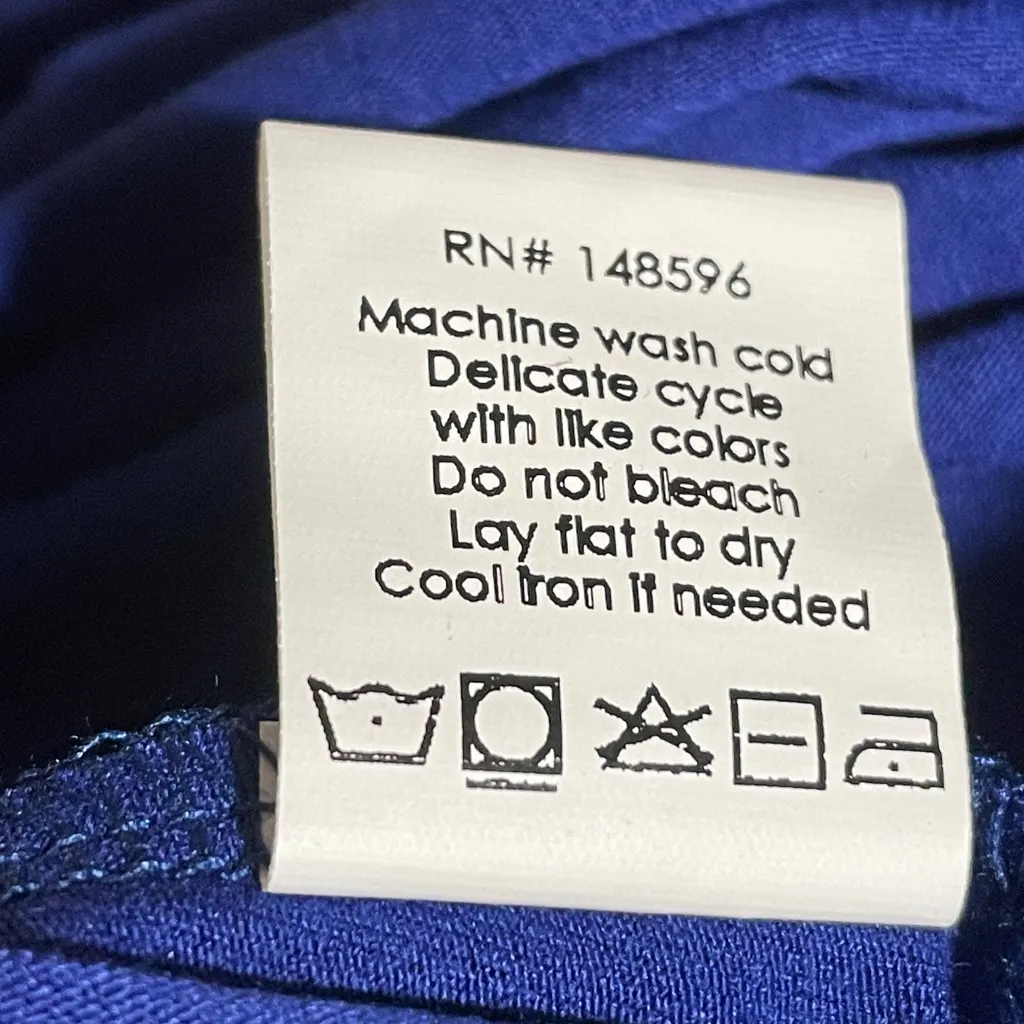 RN# 148596
Machine wash cold
Delicate cycle
with like colors
Do not bleach
Lay flat to dry
Cool iron if needed